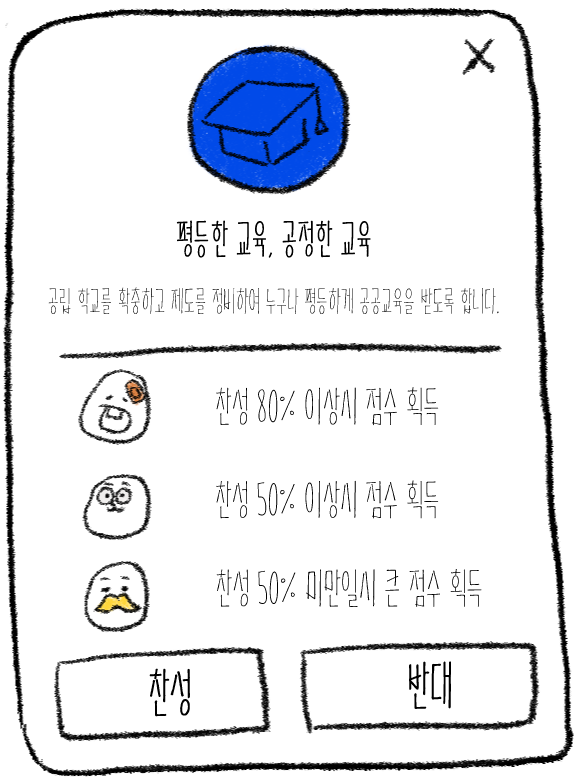 평등한 교육, 공정한 교육
공립 학교를 확충하고 제도를 정비하여 누구나 평등하게 공공교육을 받도록 합니다.
찬성 80% 이상시 점수 획득
찬성 50% 이상시 점수 획득
찬성 50% 미만일시 큰 점수 획득
찬성
반대